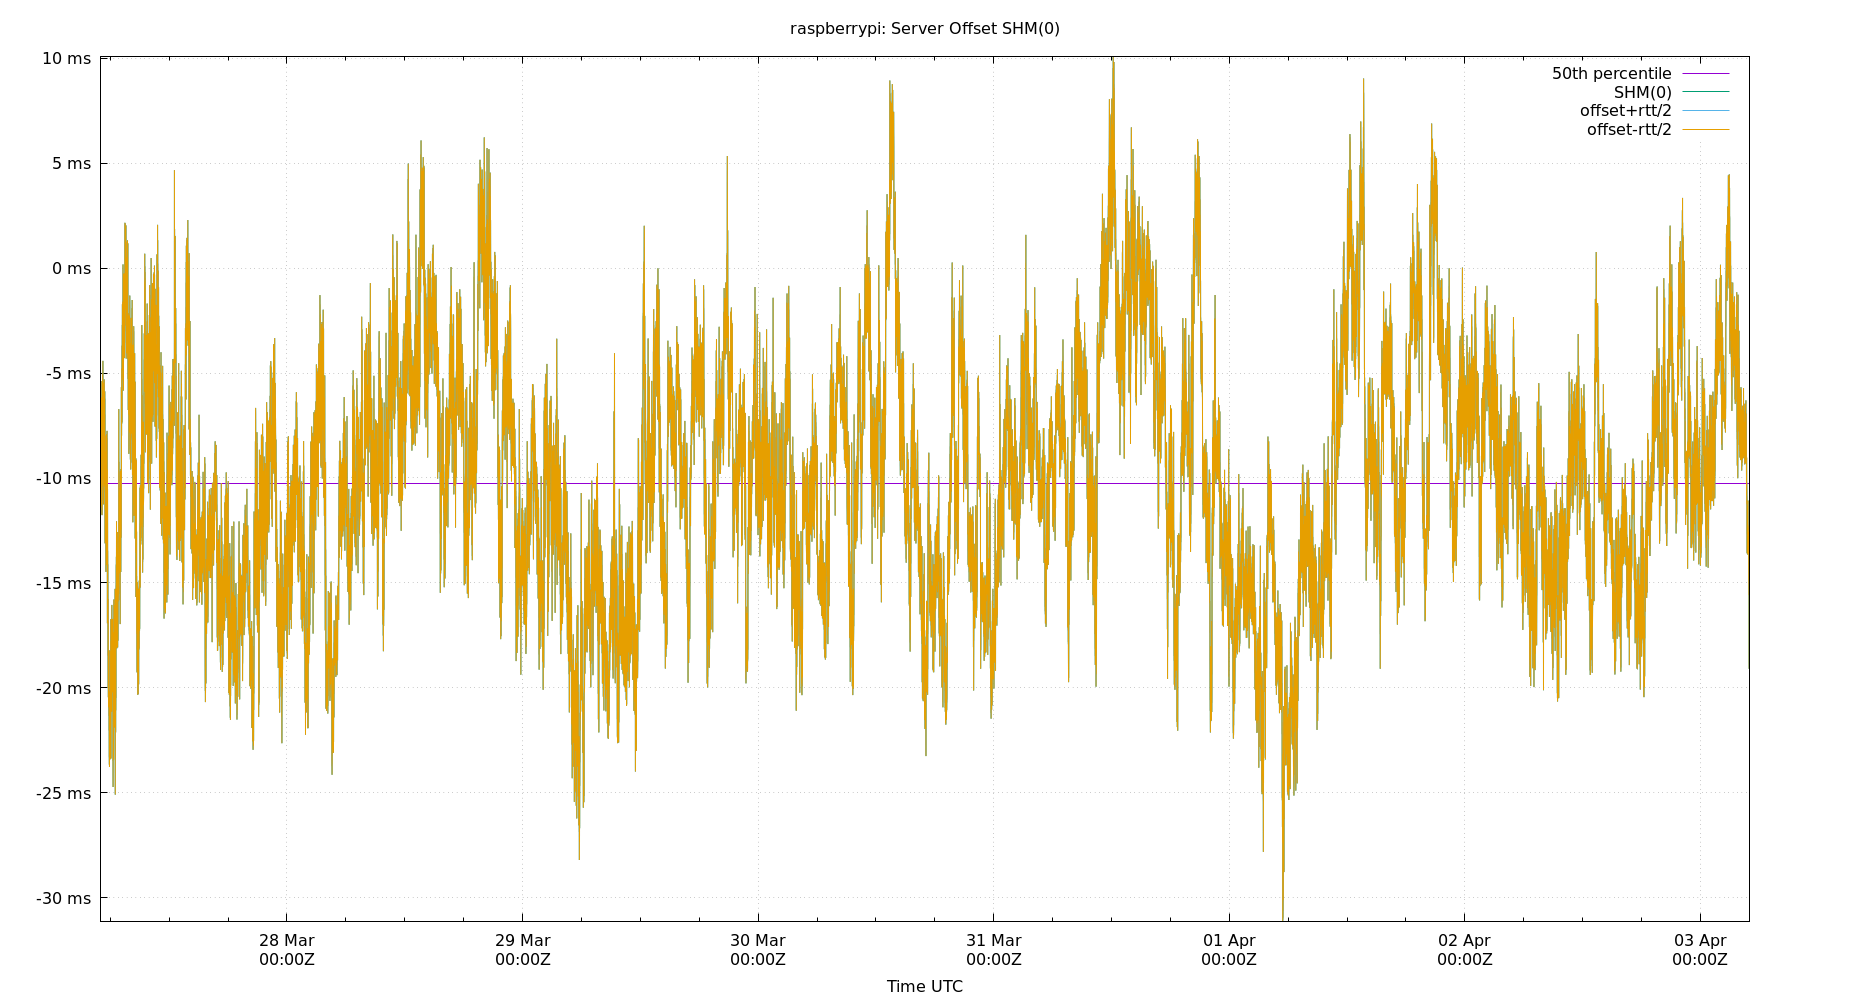 raspberrypi: Server Offset SHM(0)
10 ms
5 ms
0 ms
-5 ms
-10 ms
-15 ms
-20 ms
-25 ms
-30 ms
50th percentile
SHM(0)
offset+rtt/2
offset-rtt/2
28 Mar
00:00Z
29 Mar
00:00Z
30 Mar
00:00Z
31 Mar
00:00Z
01 Apr
00:00Z
02 Apr
00:00Z
03 Apr
00:00Z
Time UTC